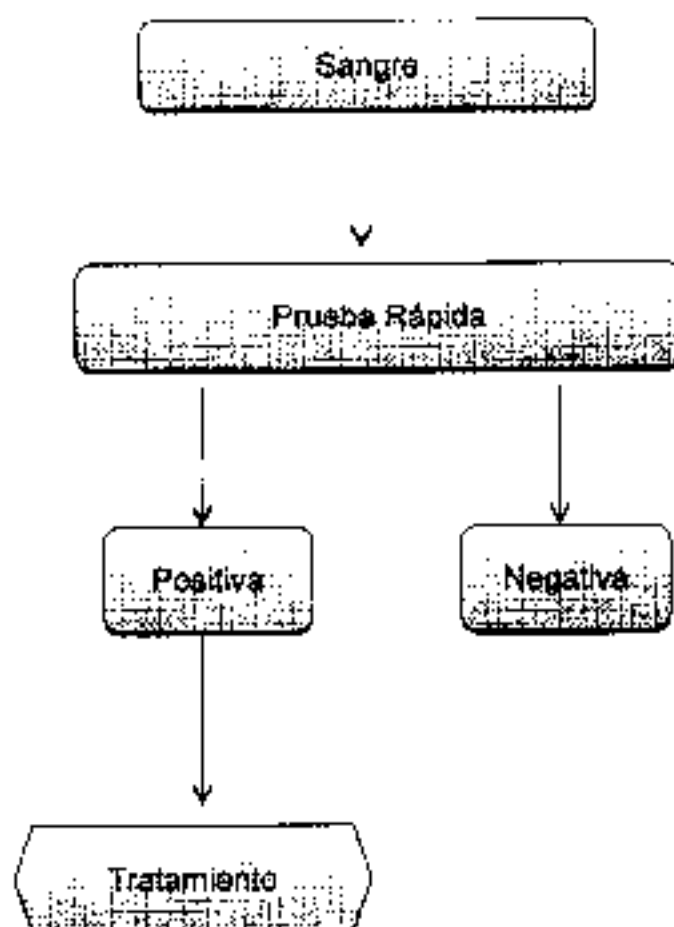 Sangre
Prueba Rápida
Positiva
Negativa
Tratamiento